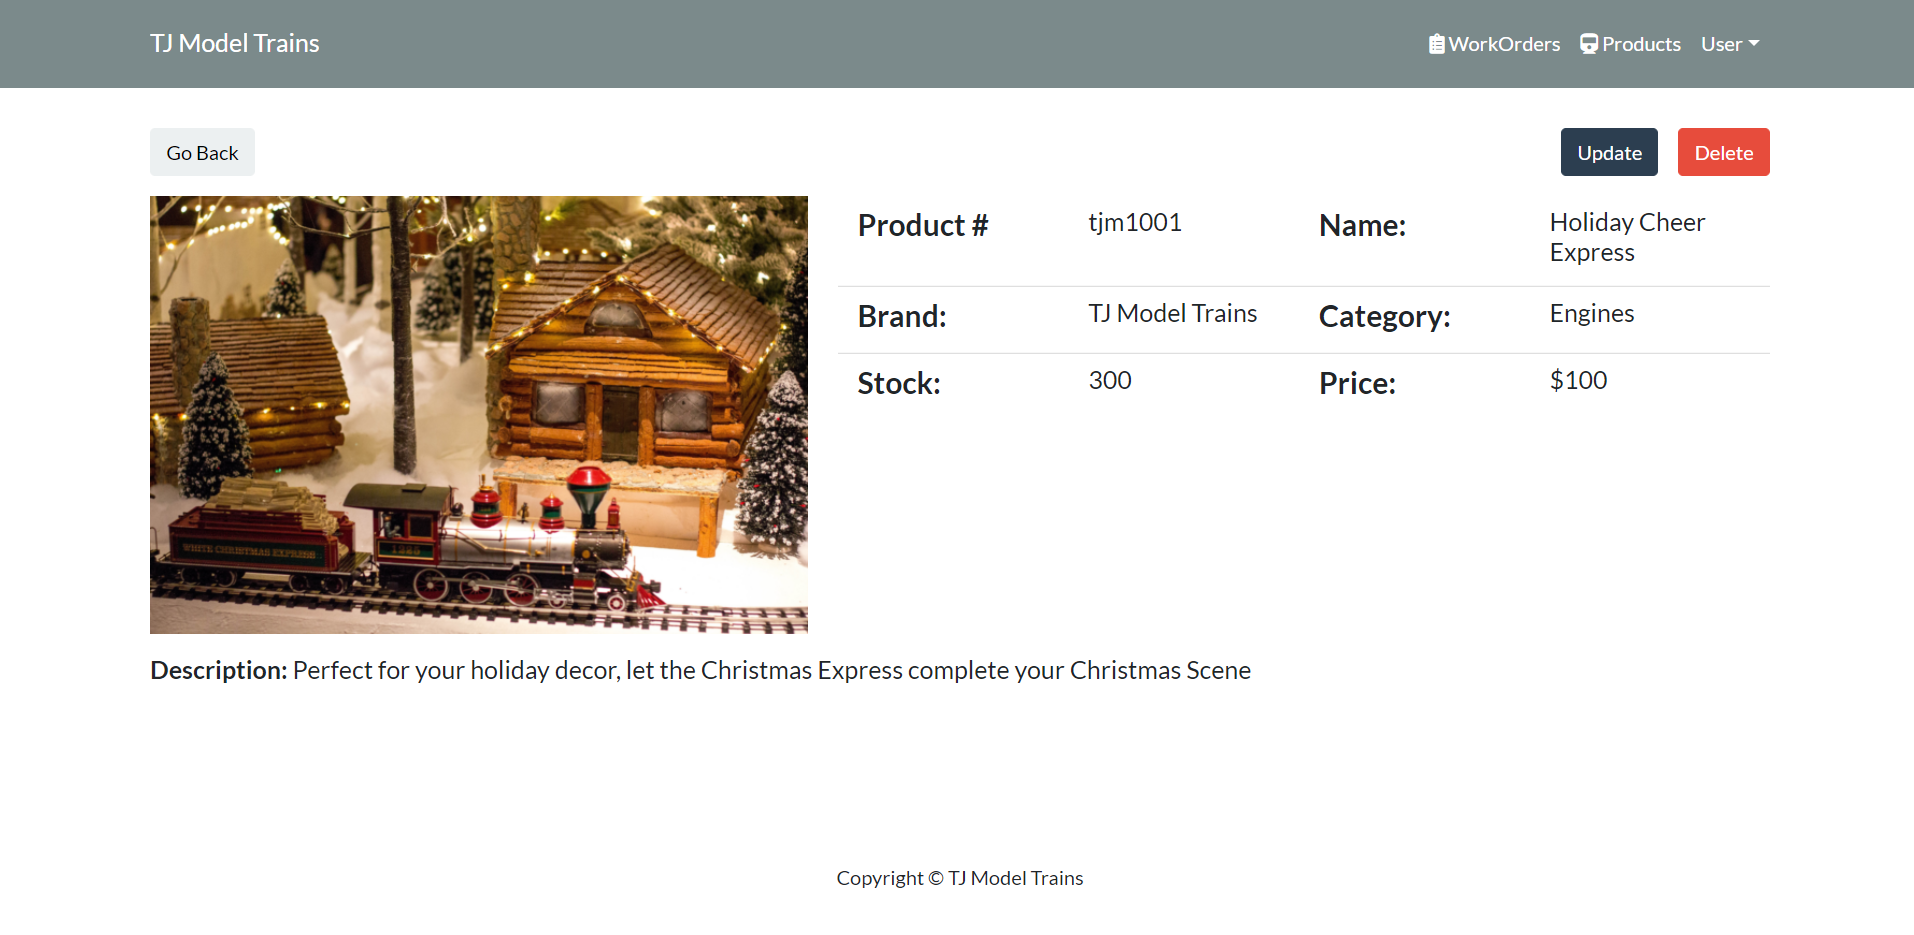 TJ Model Trains
WorkOrders Products User
Go Back
Update Delete
Product # tjm1001 Name: Holiday Cheer
Express
Brand: TJ Model Trains Category: Engines
Stock: 300 Price: $100
1225
WHITE CHRISTMAS EXPRESS
Description: Perfect for your holiday decor, let the Christmas Express complete your Christmas Scene
Copyright © TJ Model Trains